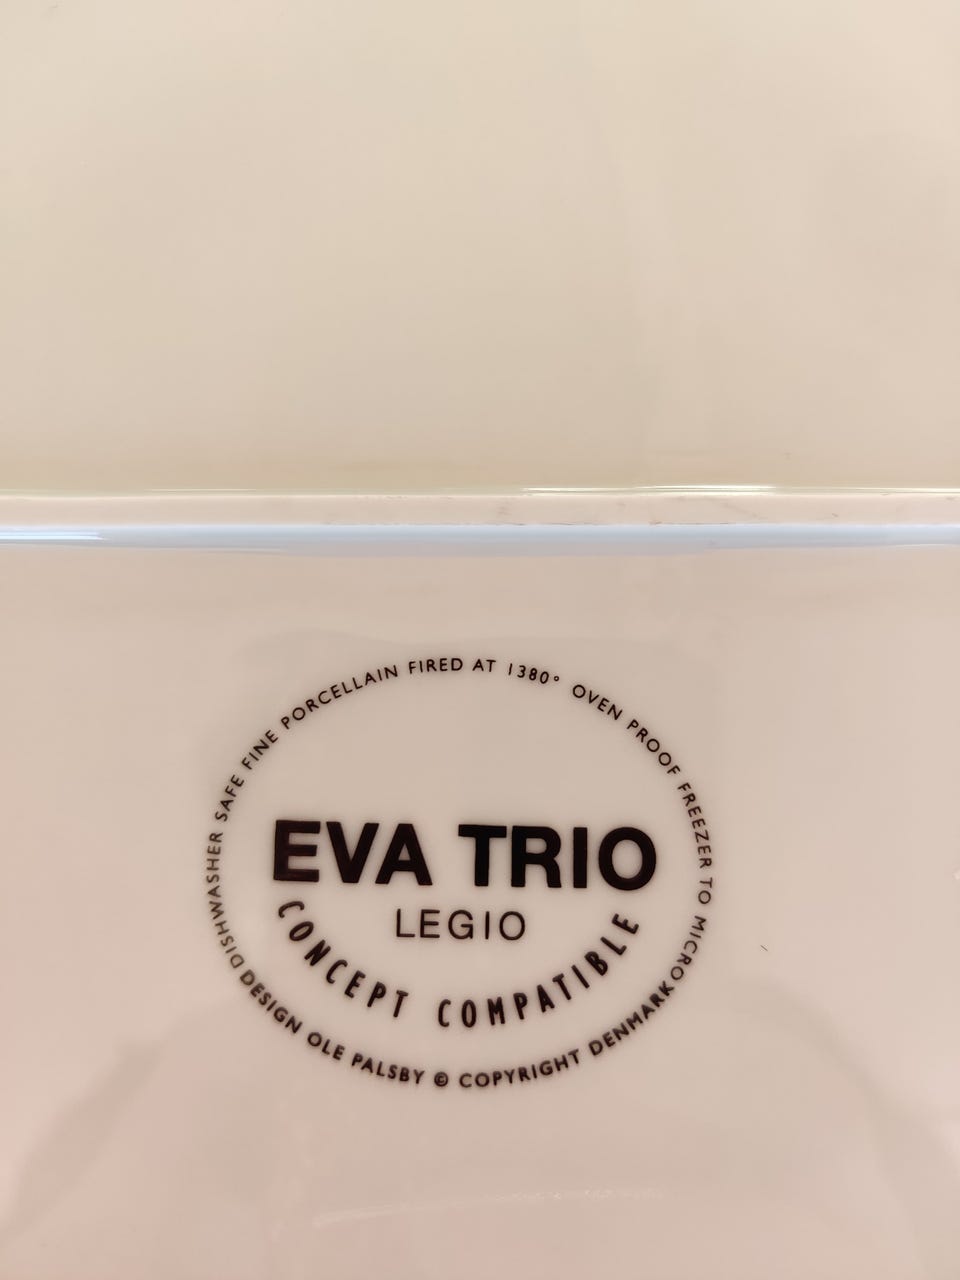 DISHWASHER SAFE FINE PORCELLAIN FIRED AT 1380° OVEN PROOF FREEZER TO MICRO
EVA TRIO
LEGIO
CONCEPT COMPATIBLE
DESIGN OLE PALSBY © COPYRIGHT DENMARK